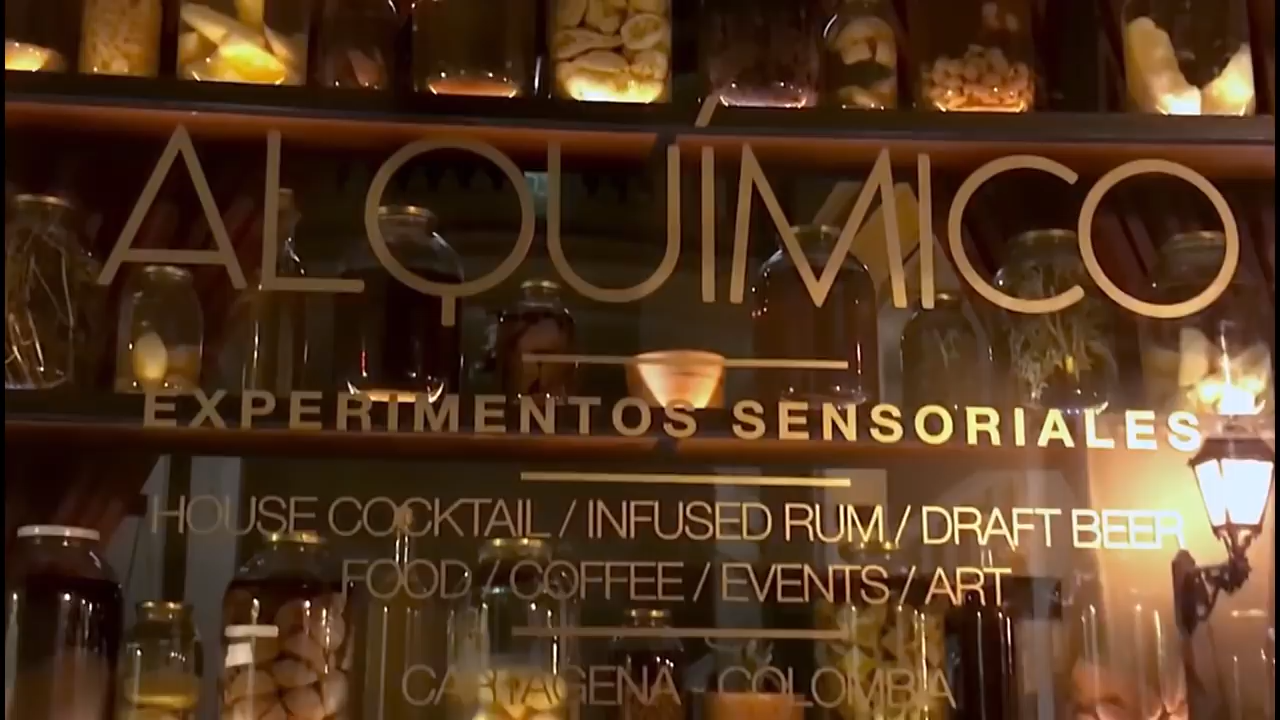 ALQUÍMICO
EXPERIMENTOS SENSORIALES
HOUSE COCKTAIL / INFUSED RUM / DRAFT BEER
FOOD / COFFEE / EVENTS / ART
CARTAGENA - COLOMBIA